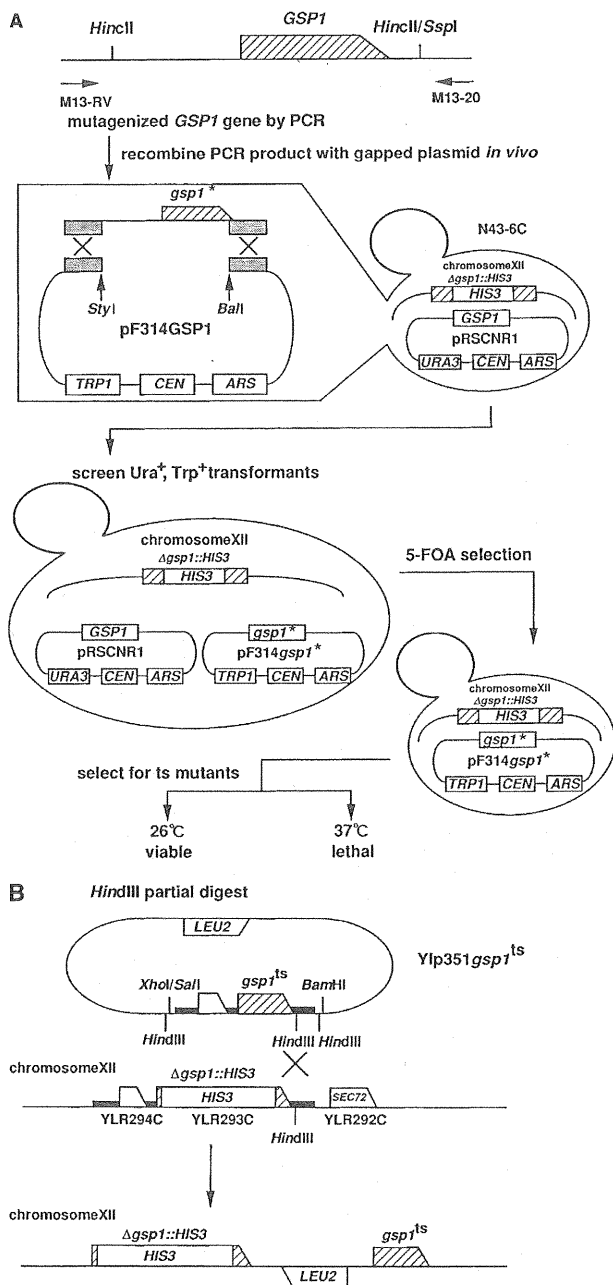 A
HincII
GSP1
HincII/SspI
M13-RV
M13-20
mutagenized GSP1 gene by PCR
recombine PCR product with gapped plasmid in vivo
gsp1*
StyI
BalI
pF314GSP1
TRP1 CEN ARS
N43-6C
chromosomeXII
Δgsp1::HIS3
HIS3
GSP1
pRSCNR1
URA3 CEN ARS
screen Ura+, Trp+ transformants
chromosomeXII
Δgsp1::HIS3
HIS3
GSP1
pRSCNR1
URA3 CEN ARS
gsp1*
pF314gsp1*
TRP1 CEN ARS
5-FOA selection
chromosomeXII
Δgsp1::HIS3
HIS3
gsp1*
pF314gsp1*
TRP1 CEN ARS
select for ts mutants
26℃
viable
37℃
lethal
B
HindIII partial digest
LEU2
YIp351gsp1ts
XhoI/SalI
gsp1ts
BamHI
HindIII
HindIII
HindIII
chromosomeXII
Δgsp1::HIS3
HIS3
SEC72
YLR294C
YLR293C
YLR292C
HindIII
chromosomeXII
Δgsp1::HIS3
HIS3
gsp1ts
LEU2